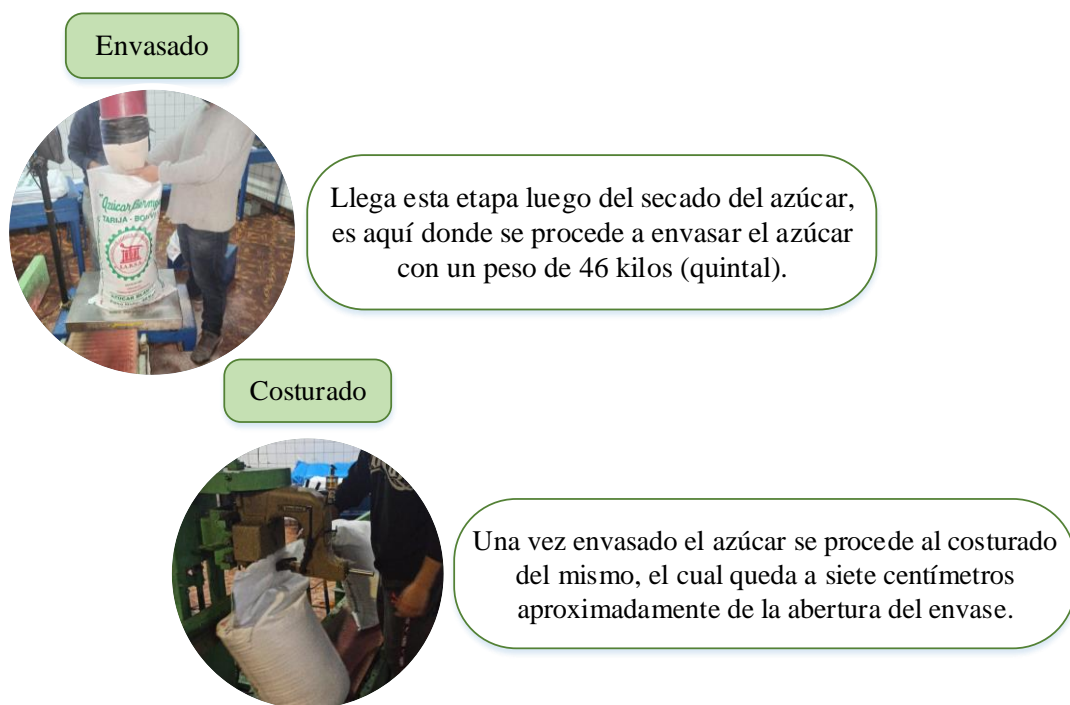 Envasado
Azúcar
TARIJA - BO
Llega esta etapa luego del secado del azúcar,
es aquí donde se procede a envasar el azúcar
con un peso de 46 kilos (quintal).
Costurado
Una vez envasado el azúcar se procede al costurado
del mismo, el cual queda a siete centímetros
aproximadamente de la abertura del envase.